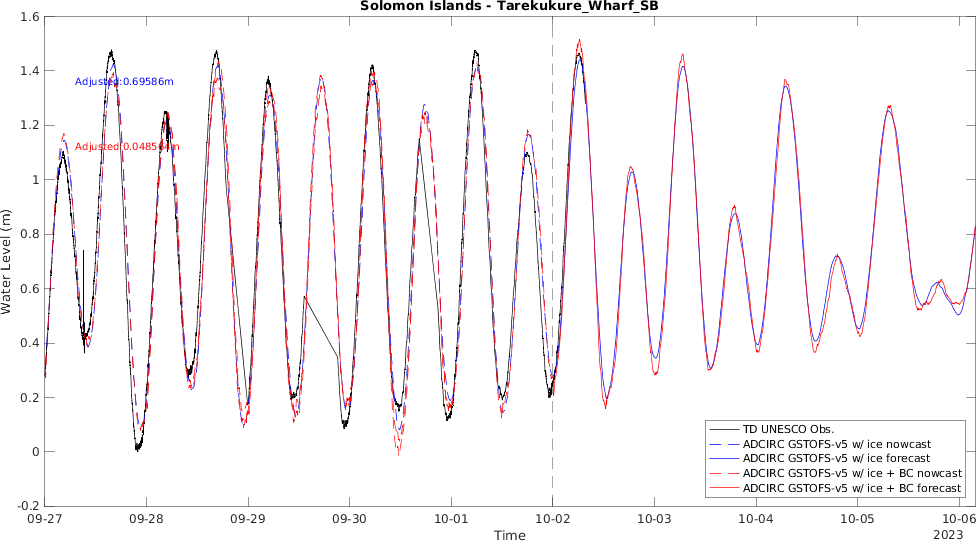 Solomon Islands - Tarekukure_Wharf_SB
1.6
1.4
1.2
1
0.8
0.6
0.4
0.2
0
-0.2
Water Level (m)
Adjusted:0.69586m
09-27
09-28
09-29
09-30
10-01
10-02
10-03
10-04
10-05
10-06
2023
Time
TD UNESCO Obs.
ADCIRC GSTOFS-v5 w/ ice nowcast
ADCIRC GSTOFS-v5 w/ ice forecast
ADCIRC GSTOFS-v5 w/ ice + BC nowcast
ADCIRC GSTOFS-v5 w/ ice + BC forecast